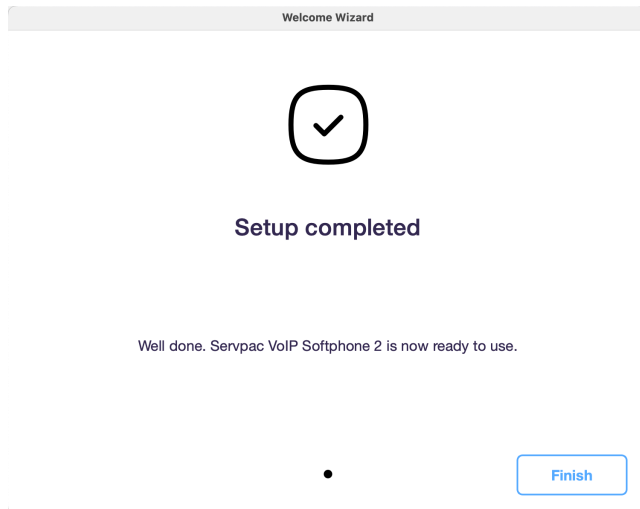 Welcome Wizard
Setup completed
Well done. Servpac VoIP Softphone 2 is now ready to use.
Finish